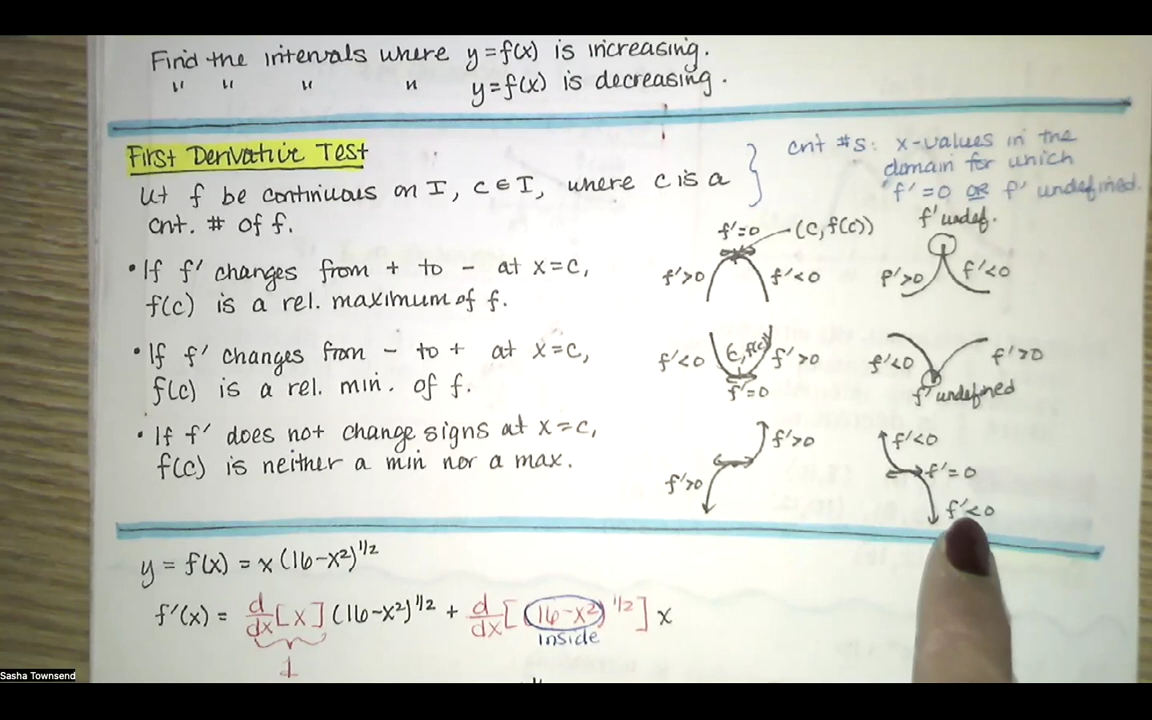 Find the intervals where y=f(x) is increasing.
" " " " y=f(x) is decreasing.
First Derivative Test
Let f be continuous on I, c ∈ I, where c is a
crit. # of f.
crit #s: x-values in the
domain for which
f'=0 OR f' undefined.
• If f' changes from + to - at x=c,
f(c) is a rel. maximum of f.
f'=0 (c, f(c))
f'>0 f'<0
f' undef.
f'>0 f'<0
• If f' changes from - to + at x=c,
f(c) is a rel. min. of f.
f'<0 (c, f(c)) f'>0
f'=0
f'<0 f'>0
f' undefined
• If f' does not change signs at x=c,
f(c) is neither a min nor a max.
f'>0
f'>0
f'<0
f'=0
f'<0
y = f(x) = x(16-x²)^1/2
f'(x) = d/dx[x](16-x²)^1/2 + d/dx[(16-x²)^1/2] x
inside
1
Sasha Townsend